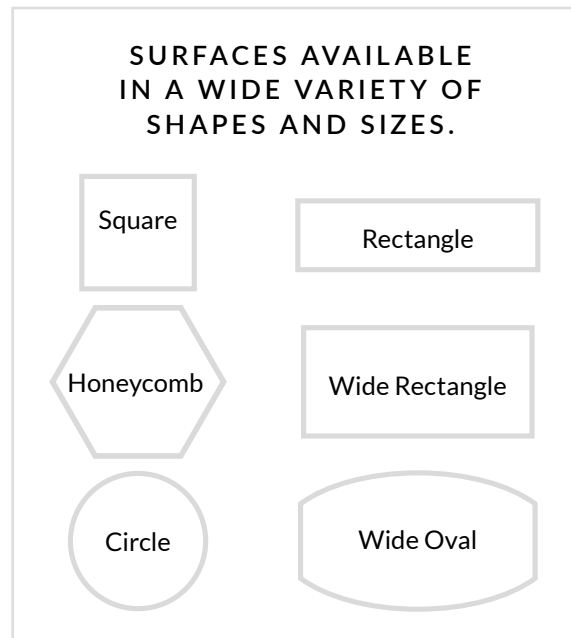 SURFACES AVAILABLE
IN A WIDE VARIETY OF
SHAPES AND SIZES.
Square
Rectangle
Honeycomb
Wide Rectangle
Circle
Wide Oval